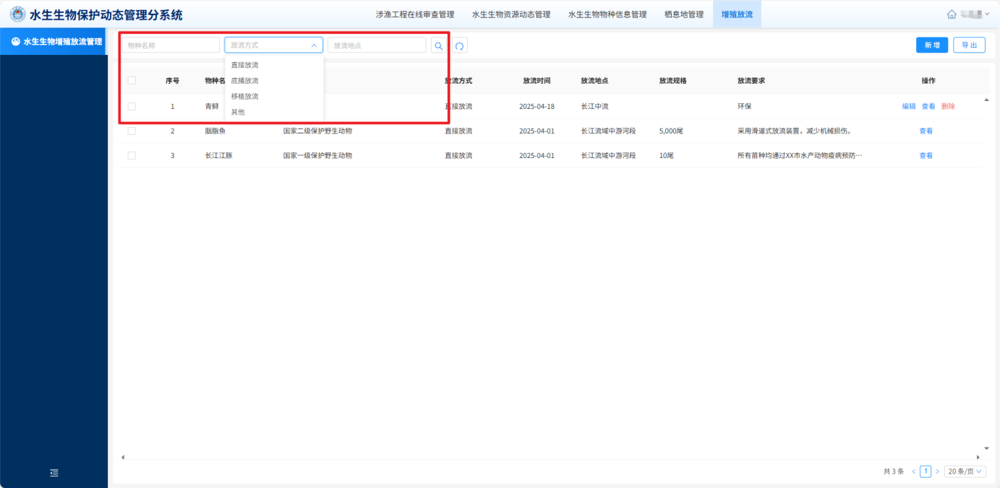 水生生物保护动态管理分系统 涉渔工程在线审查管理 水生生物资源动态管理 水生生物物种信息管理 栖息地管理 增殖放流
水生生物增殖放流管理
物种名称 放流方式 放流地点 新增 导出
直接放流
底播放流
移植放流
其他
序号 物种名 放流方式 放流时间 放流地点 放流规格 放流要求 操作
1 青鲟 直接放流 2025-04-18 长江中流 环保 编辑 查看 删除
2 胭脂鱼 国家二级保护野生动物 直接放流 2025-04-01 长江流域中游河段 5,000尾 采用滑道式放流装置，减少机械损伤。 查看
3 长江江豚 国家一级保护野生动物 直接放流 2025-04-01 长江流域中游河段 10尾 所有苗种均通过XX市水产动物疫病预防… 查看
共 3 条 < 1 > 20 条/页